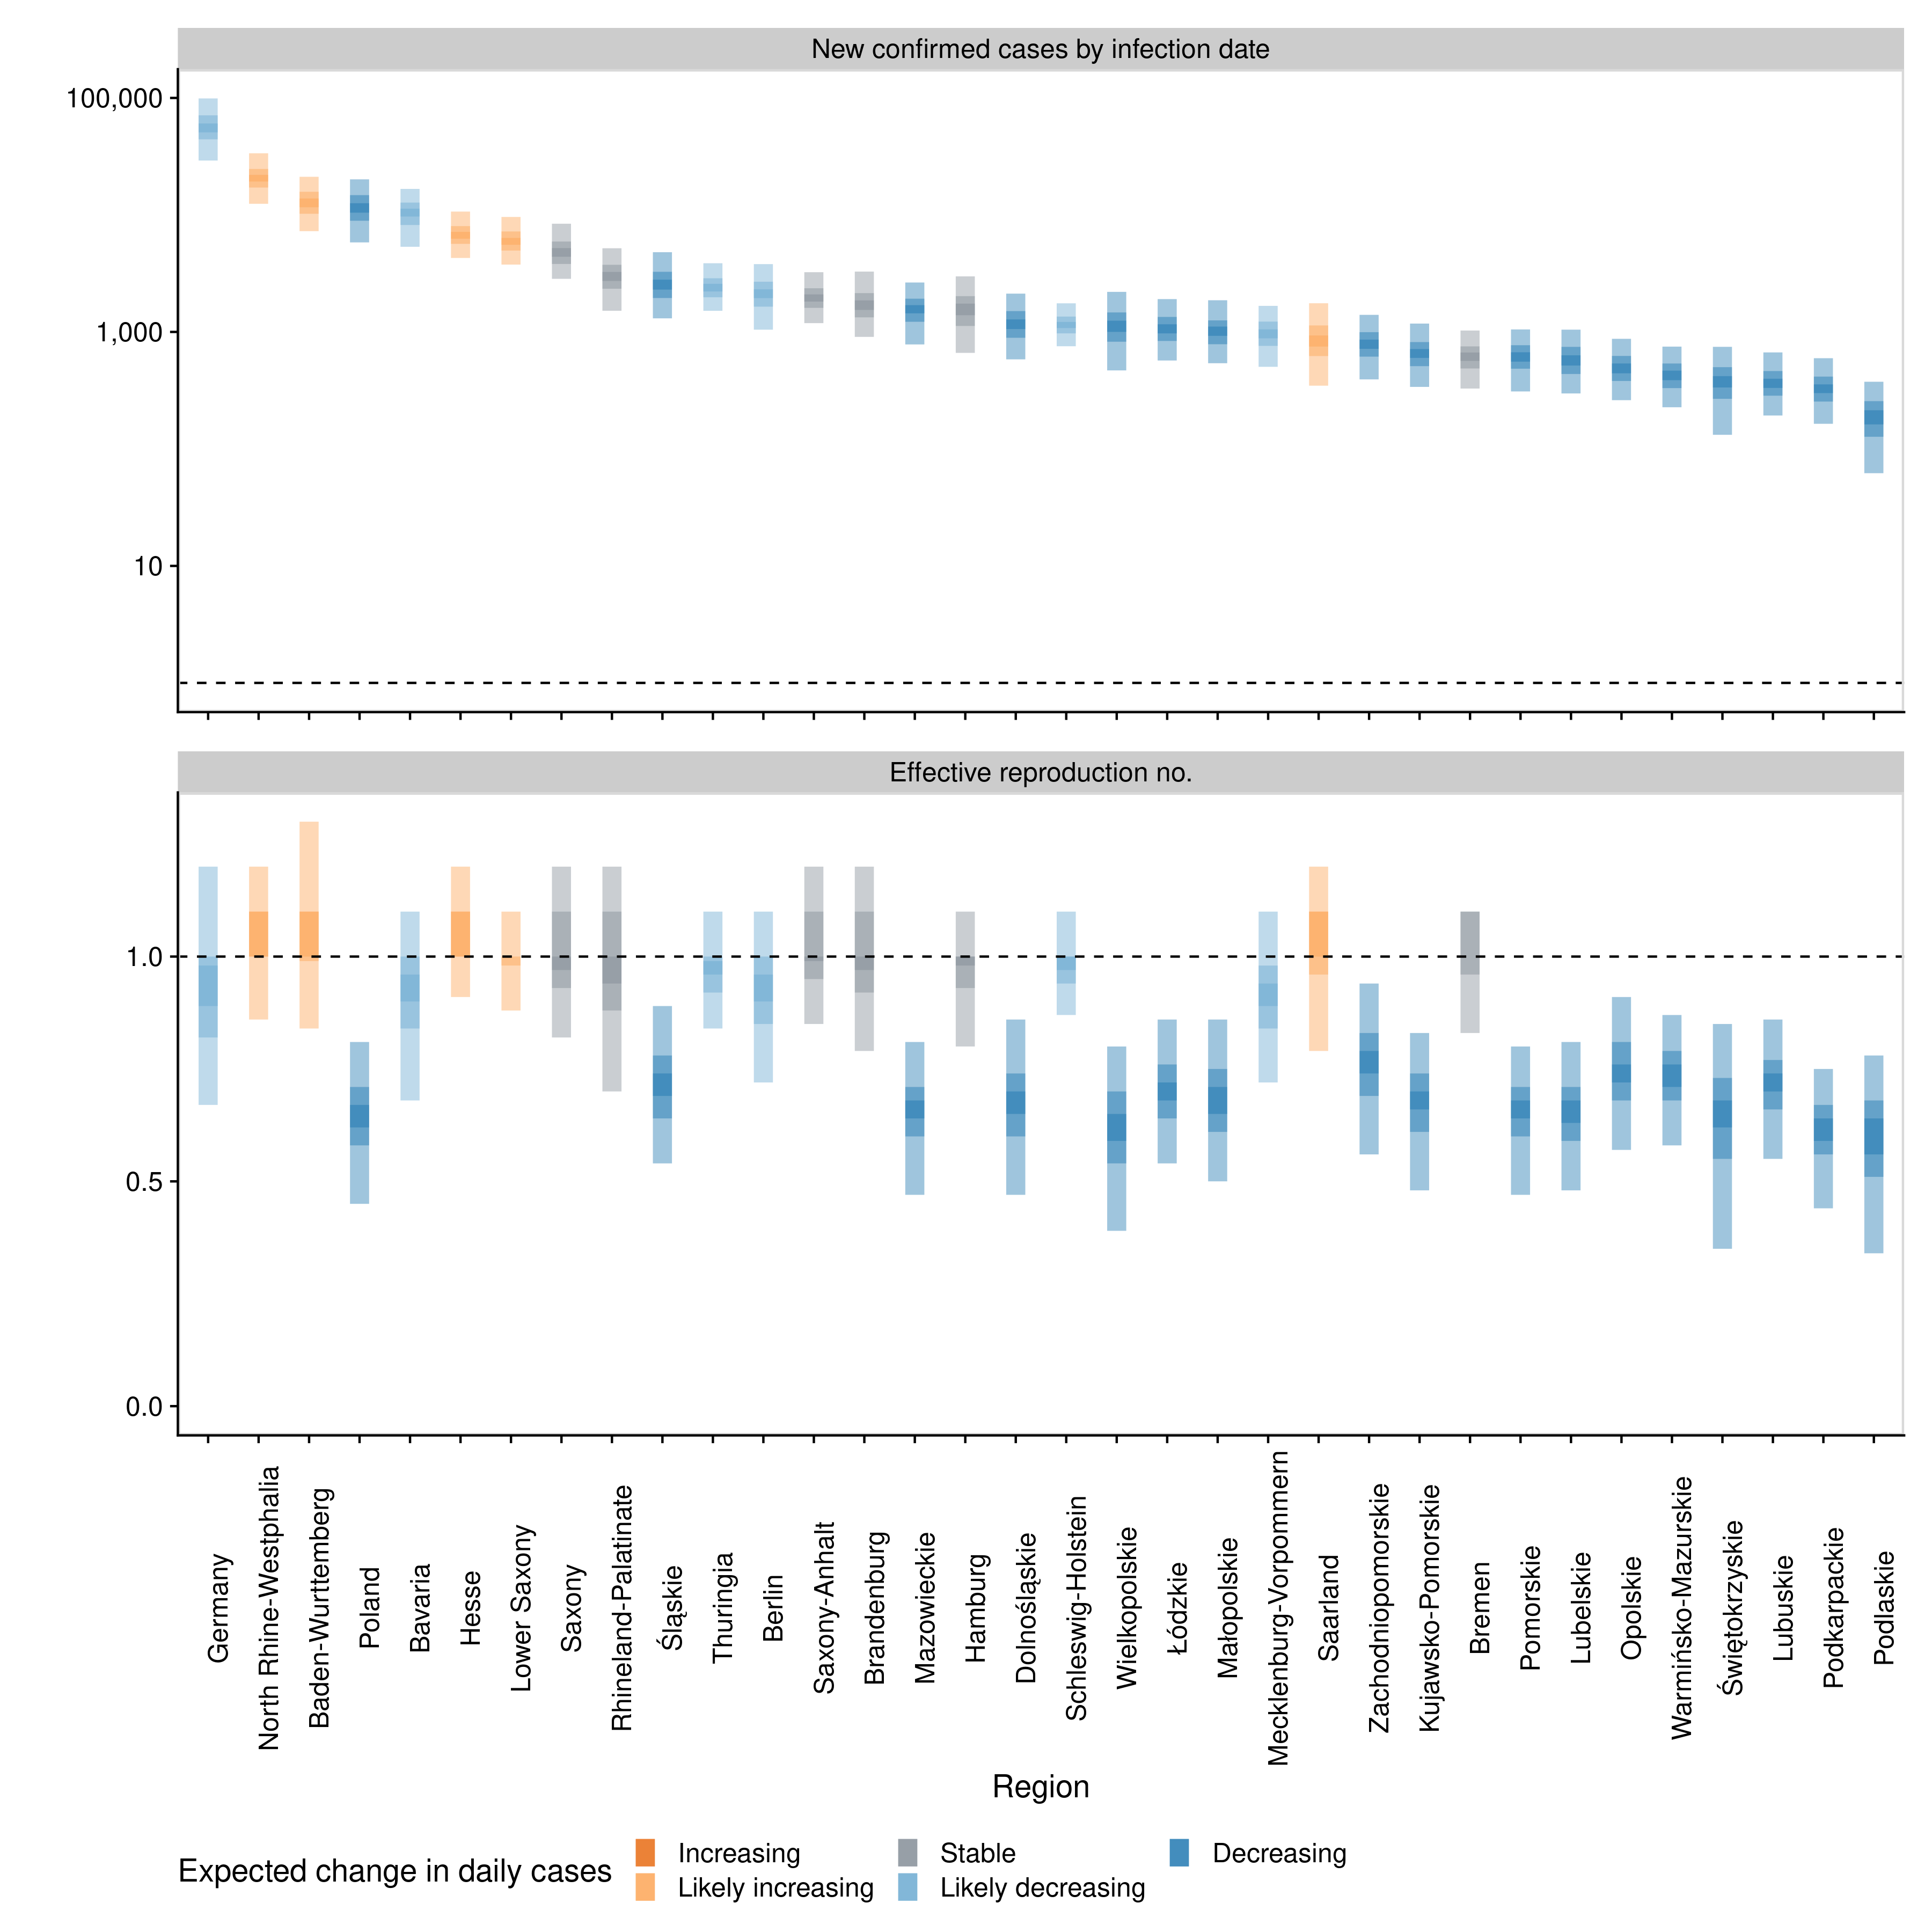 New confirmed cases by infection date
100,000
1,000
10
Effective reproduction no.
1.0
0.5
0.0
Germany
North Rhine-Westphalia
Baden-Wurttemberg
Poland
Bavaria
Hesse
Lower Saxony
Saxony
Rhineland-Palatinate
Śląskie
Thuringia
Berlin
Saxony-Anhalt
Brandenburg
Mazowieckie
Hamburg
Dolnośląskie
Schleswig-Holstein
Wielkopolskie
Łódzkie
Małopolskie
Mecklenburg-Vorpommern
Saarland
Zachodniopomorskie
Kujawsko-Pomorskie
Bremen
Pomorskie
Lubelskie
Opolskie
Warmińsko-Mazurskie
Świętokrzyskie
Lubuskie
Podkarpackie
Podlaskie
Region
Expected change in daily cases
Increasing
Likely increasing
Stable
Likely decreasing
Decreasing